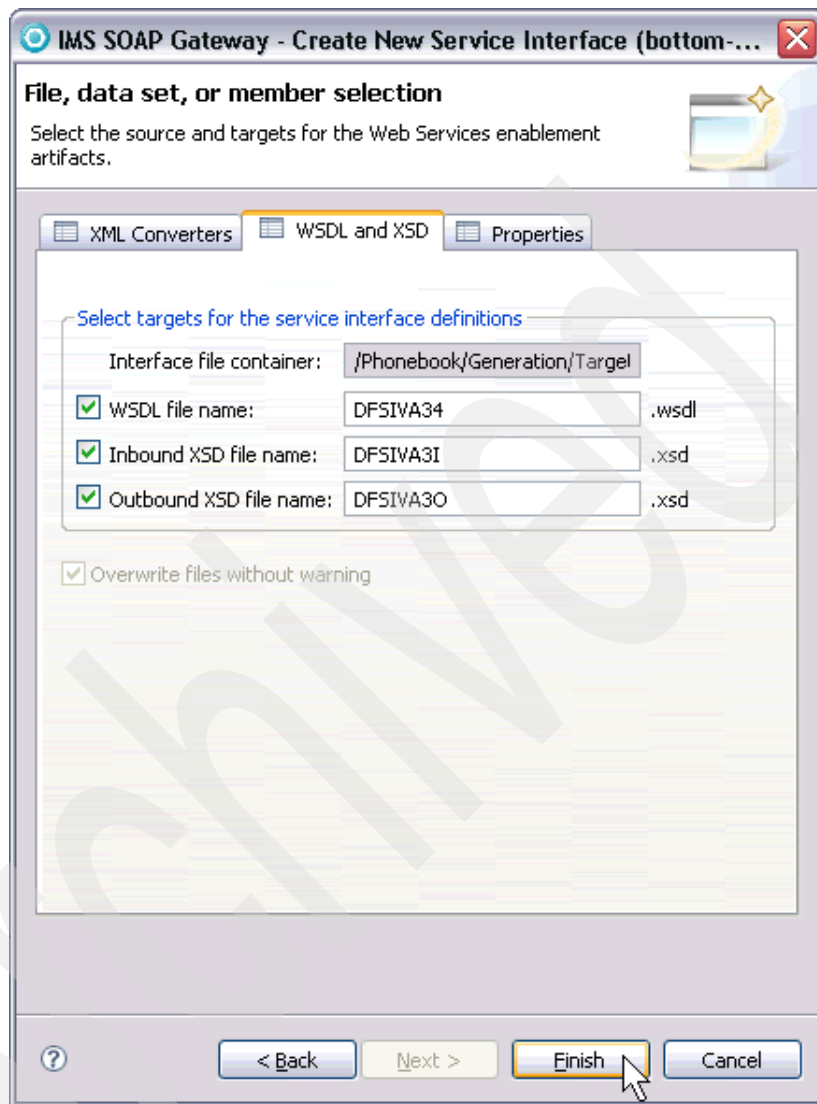 IMS SOAP Gateway - Create New Service Interface (bottom-...
File, data set, or member selection
Select the source and targets for the Web Services enablement
artifacts.
XML Converters
WSDL and XSD
Properties
Select targets for the service interface definitions
Interface file container: /Phonebook/Generation/Target
WSDL file name: DFSIVA34 .wsdl
Inbound XSD file name: DFSIVA3I .xsd
Outbound XSD file name: DFSIVA3O .xsd
Overwrite files without warning
< Back
Next >
Finish
Cancel
chived